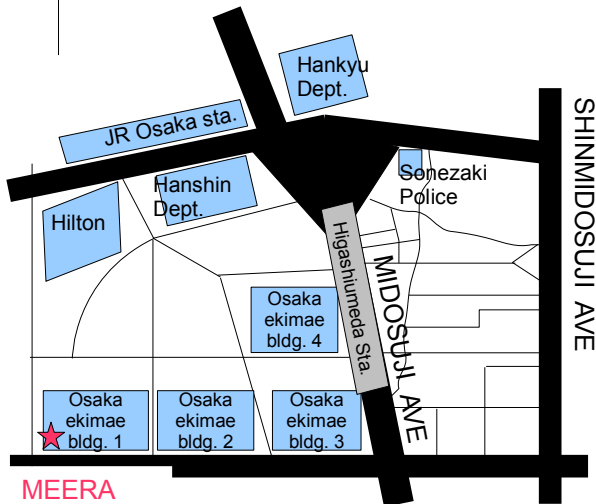 Hankyu
Dept.
JR Osaka sta.
Sonezaki
Police
Hanshin
Dept.
Hilton
SHINMIDOSUJI AVE
Higashiumeda Sta.
MIDOSUJI AVE
Osaka
ekimae
bldg. 4
Osaka
ekimae
bldg. 1
Osaka
ekimae
bldg. 2
Osaka
ekimae
bldg. 3
MEERA